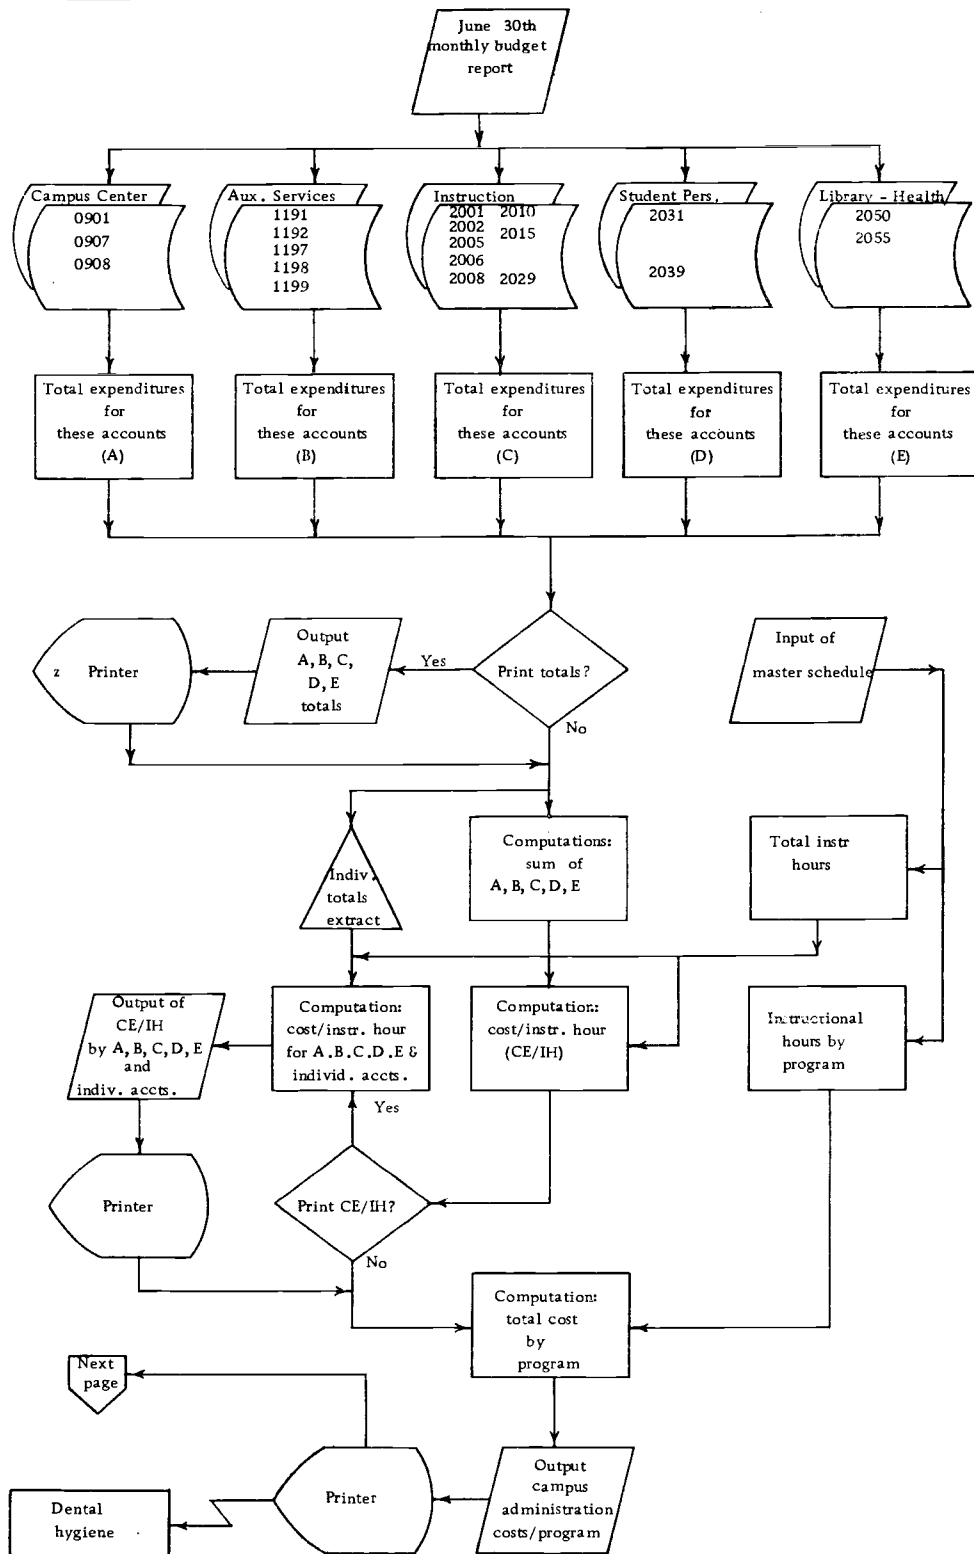 June 30th
monthly budget
report
Campus Center
0901
0907
0908
Aux. Services
1191
1192
1197
1198
1199
Instruction
2001 2010
2002
2015
2005
2006
2008 2029
Student Pers,
2031
2039
Library - Health
2050
2055
Total expenditures
for
these accounts
(A)
Total expenditures
for
these accounts
(B)
Total expenditures
for
these accounts
(C)
Total expenditures
for
these accounts
(D)
Total expenditures
for
these accounts
(E)
z Printer
Output
A, B, C,
D, E
totals
Yes
Print totals?
No
Input of
master schedule
Indiv.
totals
extract
Computations:
sum of
A, B, C, D, E
Total instr
hours
Output of
CE/IH
by A, B, C, D, E
and
indiv. accts.
Computation:
cost/instr. hour
for A.B.C.D.E &
individ. accts.
Computation:
cost/instr. hour
(CE/IH)
Instructional
hours by
program
Yes
Printer
Print CE/IH?
No
Computation:
total cost
by
program
Next
page
Dental
hygiene
Printer
Output
campus
administration
costs/program